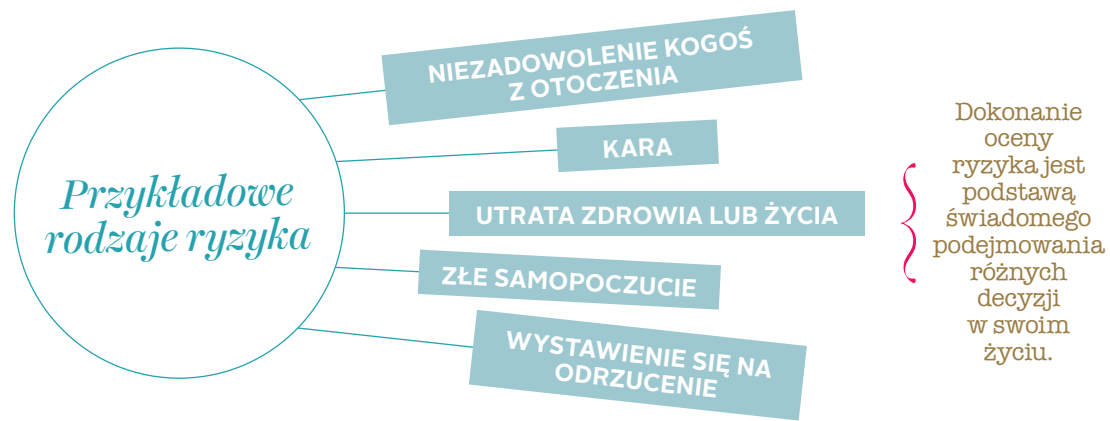 Przykładowe
rodzaje ryzyka
NIEZADOWOLENIE KOGOŚ
Z OTOCZENIA
KARA
UTRATA ZDROWIA LUB ŻYCIA
ZŁE SAMOPOCZUCIE
WYSTAWIENIE SIĘ NA
ODRZUCENIE
Dokonanie
oceny
ryzyka jest
podstawą
świadomego
podejmowania
różnych
decyzji
w swoim
życiu.